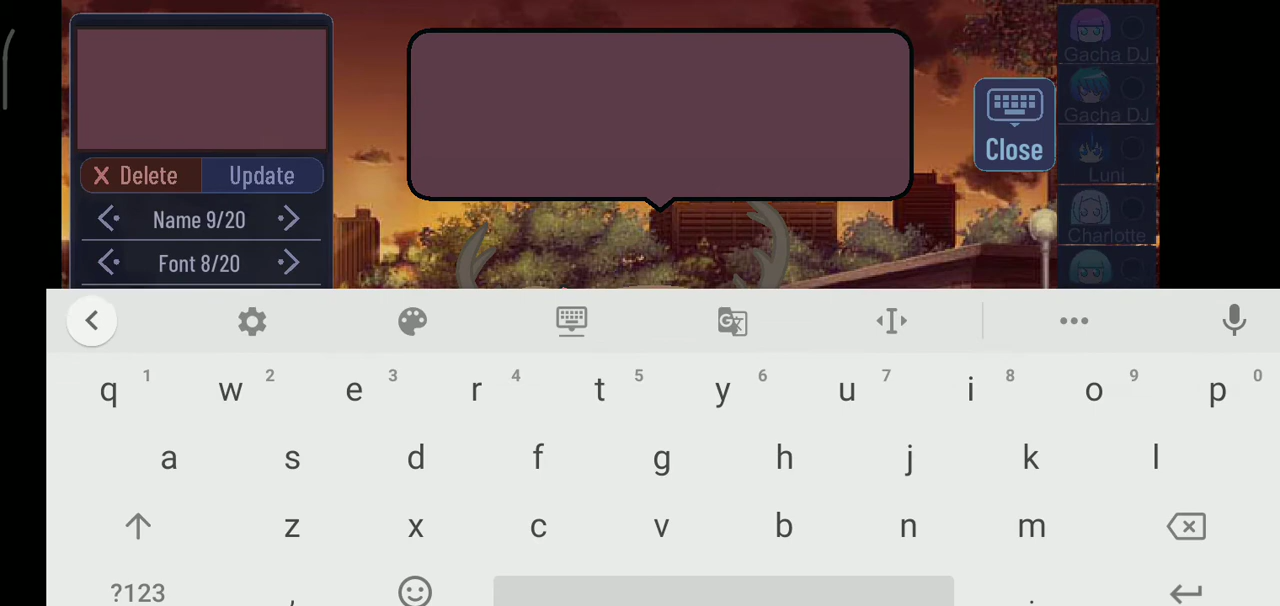 X Delete Update
Name 9/20
Font 8/20
Close
Gacha DJ
Gacha DJ
Luni
Charlotte
q 1 w 2 e 3 r 4 t 5 y 6 u 7 i 8 o 9 p 0
a s d f g h j k l
z x c v b n m
?123 , .